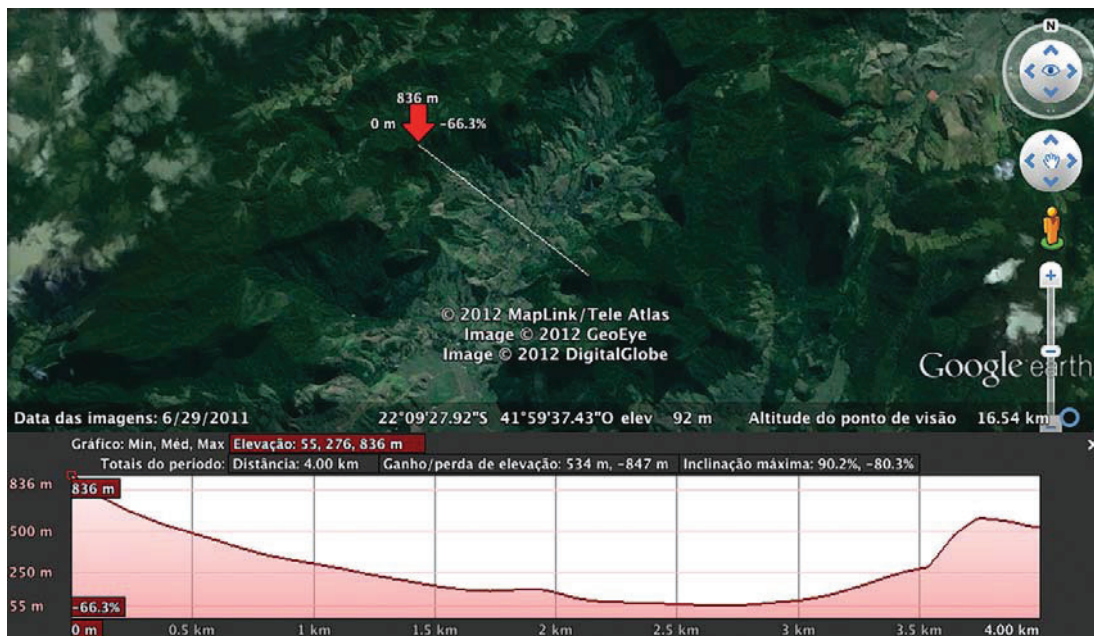 N
836 m
0 m -66.3%
© 2012 MapLink/Tele Atlas
Image © 2012 GeoEye
Image © 2012 DigitalGlobe
Google earth
Data das imagens: 6/29/2011 22°09'27.92"S 41°59'37.43"O elev 92 m Altitude do ponto de visão 16.54 km
Gráfico: Mín, Méd, Max Elevação: 55, 276, 836 m
Totais do período: Distância: 4.00 km Ganho/perda de elevação: 534 m, -847 m Inclinação máxima: 90.2%, -80.3%
836 m 836 m
500 m
250 m
55 m -66.3%
0 m 0.5 km 1 km 1.5 km 2 km 2.5 km 3 km 3.5 km 4.00 km